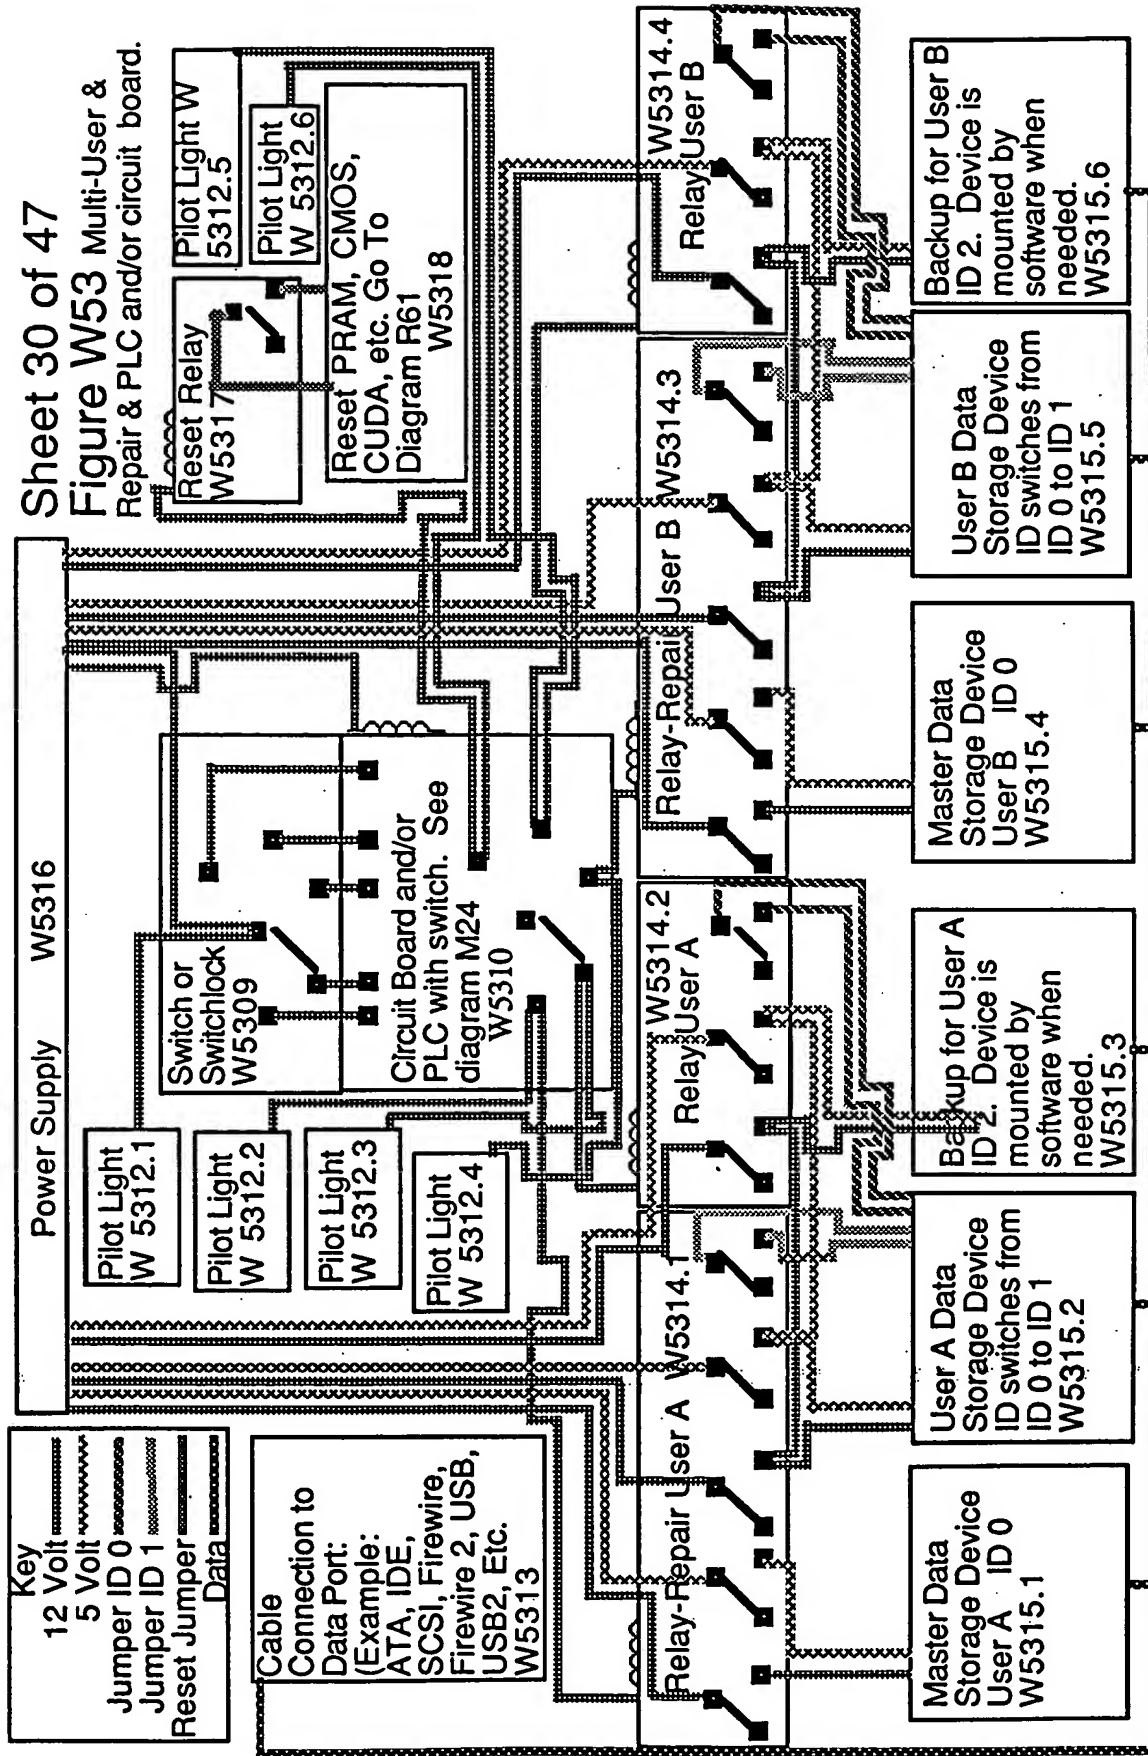 Sheet 30 of 47
Figure W53 Multi-User &
Repair & PLC and/or circuit board.
Key
12 Volt
5 Volt
Jumper ID 0
Jumper ID 1
Reset Jumper
Data
Power Supply W5316
Pilot Light
W 5312.1
Pilot Light
W 5312.2
Pilot Light
W 5312.3
Pilot Light
W 5312.4
Switch or
Switchlock
W5309
Circuit Board and/or
PLC with switch. See
diagram M24
W5310
Reset Relay
W5317
Pilot Light W
5312.5
Pilot Light
W 5312.6
Reset PRAM, CMOS,
CUDA, etc. Go To
Diagram R61
W5318
Cable
Connection to
Data Port:
(Example:
ATA, IDE,
SCSI, Firewire,
Firewire 2, USB,
USB2, Etc.
W5313
Relay-Repair User A W5314.1
W5314.2
Relay User A
Relay-Repair User B W5314.3
W5314.4
Relay User B
Master Data
Storage Device
User A ID 0
W5315.1
User A Data
Storage Device
ID switches from
ID 0 to ID 1
W5315.2
Backup for User A
ID 2. Device is
mounted by
software when
needed.
W5315.3
Master Data
Storage Device
User B ID 0
W5315.4
User B Data
Storage Device
ID switches from
ID 0 to ID 1
W5315.5
Backup for User B
ID 2. Device is
mounted by
software when
needed.
W5315.6